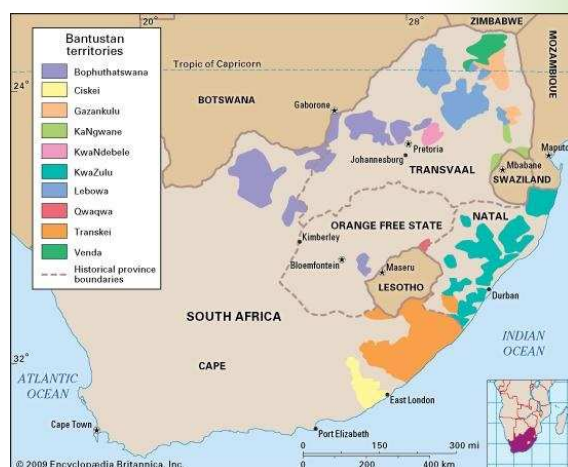 20°
28°
ZIMBABWE
Bantustan
territories
Bophuthatswana
Ciskei
Gazankulu
KaNgwane
KwaNdebele
KwaZulu
Lebowa
Qwaqwa
Transkei
Venda
Historical province
boundaries
24°
Tropic of Capricorn
BOTSWANA
MOZAMBIQUE
Gaborone
Pretoria
Johannesburg
TRANSVAAL
Maputo
Mbabane
SWAZILAND
ORANGE FREE STATE
NATAL
Kimberley
Bloemfontein
Maseru
LESOTHO
Durban
SOUTH AFRICA
INDIAN
OCEAN
32°
CAPE
ATLANTIC
OCEAN
East London
Cape Town
Port Elizabeth
0 150 300 mi
0 200 400 km
© 2009 Encyclopædia Britannica, Inc.